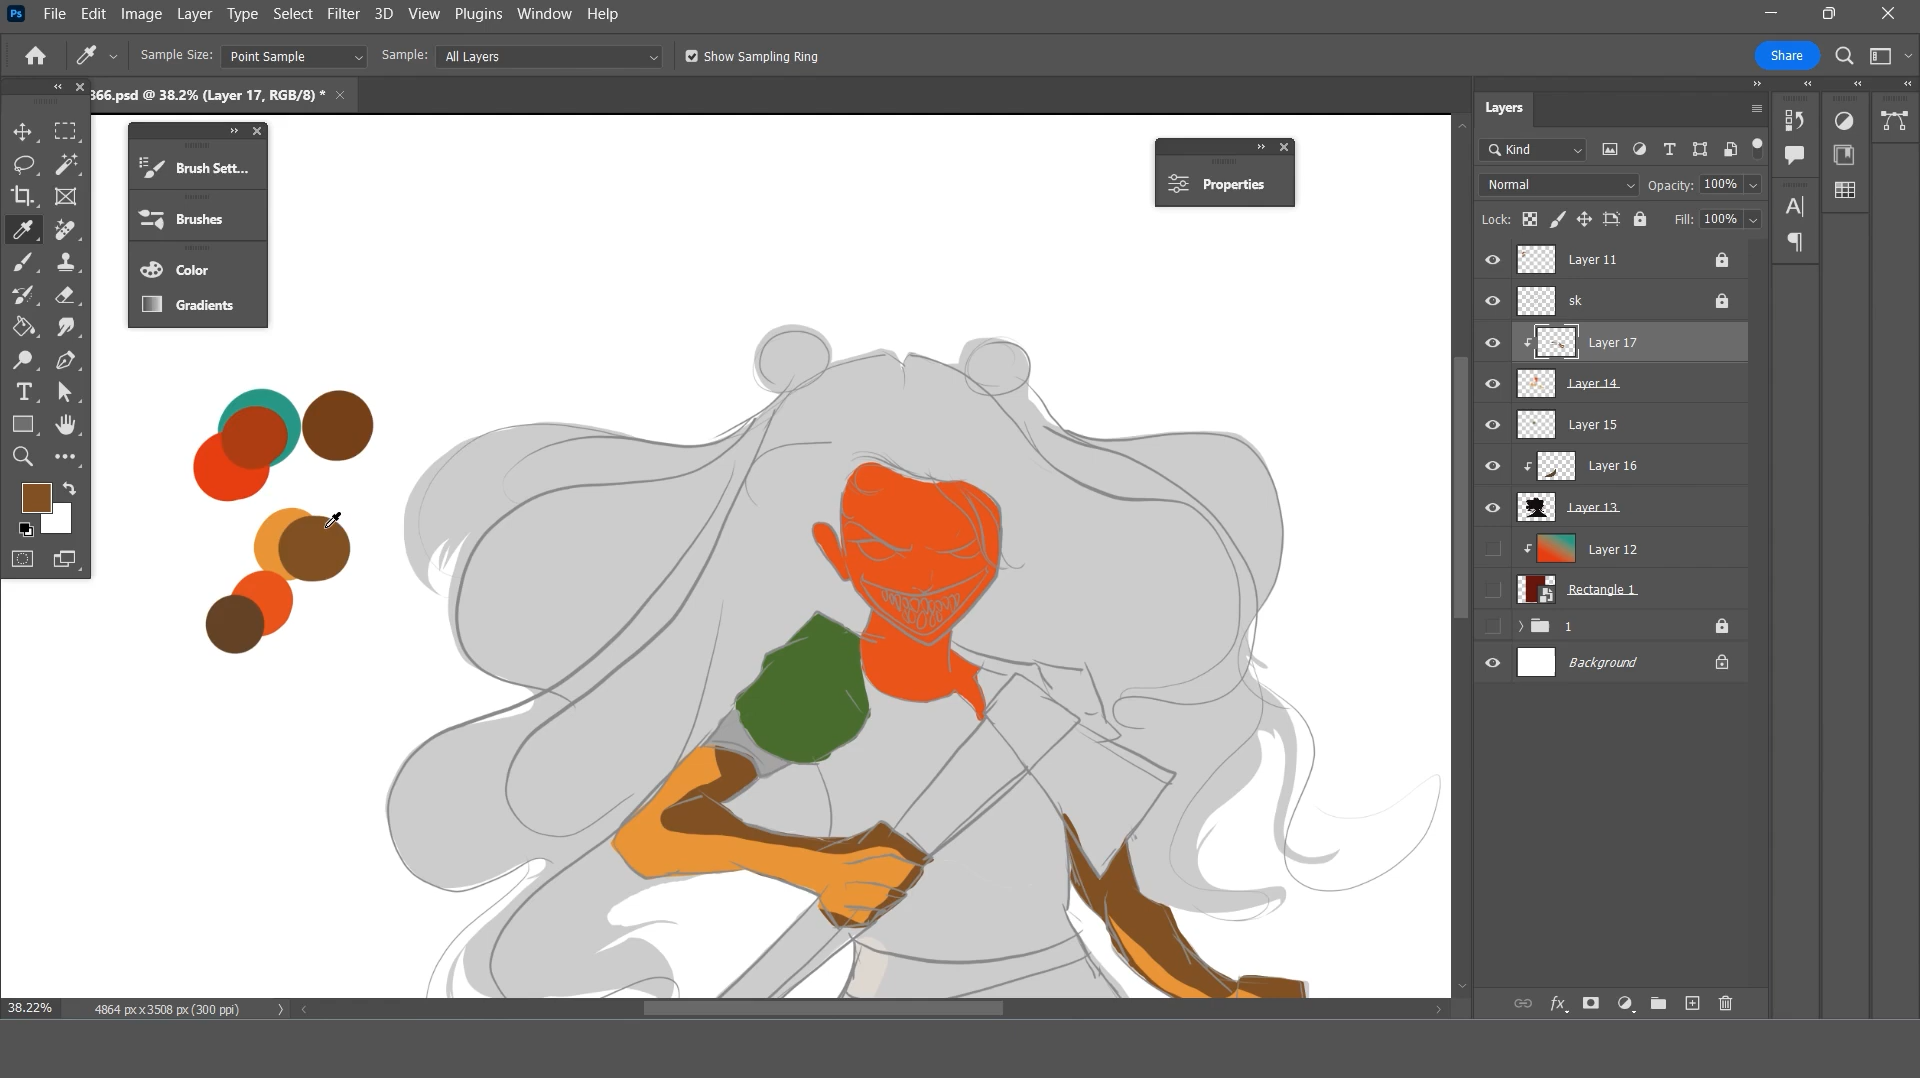 Ps File Edit Image Layer Type Select Filter 3D View Plugins Window Help
Sample Size: Point Sample Sample: All Layers Show Sampling Ring Share
366.psd @ 38.2% (Layer 17, RGB/8) *
Brush Sett...
Brushes
Color
Gradients
Properties
Layers
Kind
Normal Opacity: 100%
Lock: Fill: 100%
Layer 11
sk
Layer 17
Layer 14
Layer 15
Layer 16
Layer 13
Layer 12
Rectangle 1
1
Background
38.22% 4864 px x 3508 px (300 ppi)